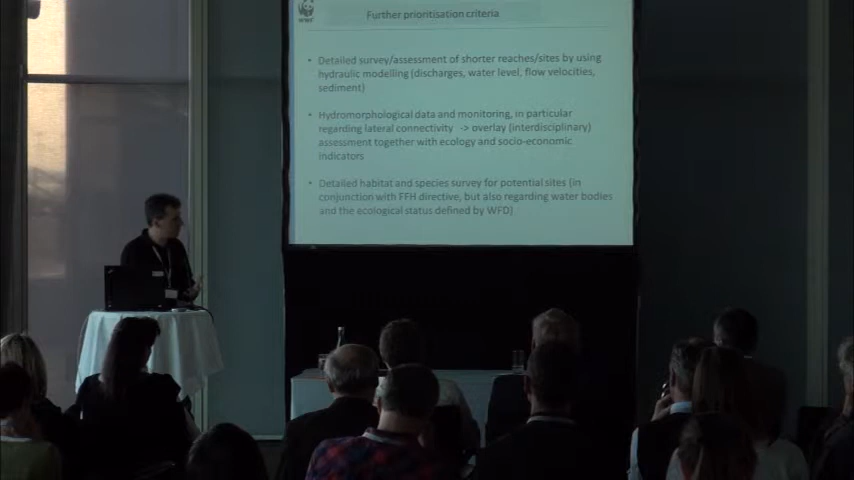 WWF
Further prioritisation criteria
• Detailed survey/assessment of shorter reaches/sites by using
hydraulic modelling (discharges, water level, flow velocities,
sediment)
• Hydromorphological data and monitoring, in particular
regarding lateral connectivity -> overlay (interdisciplinary)
assessment together with ecology and socio-economic
indicators
• Detailed habitat and species survey for potential sites (in
conjunction with FFH directive, but also regarding water bodies
and the ecological status defined by WFD)